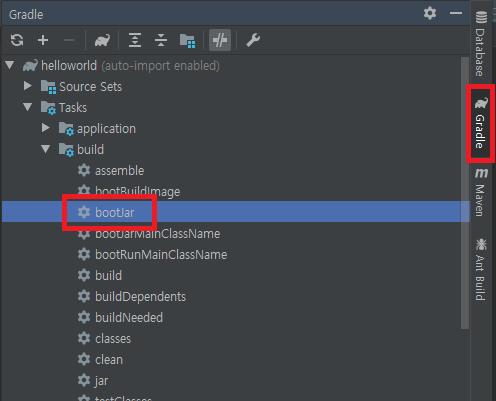 Gradle
helloworld (auto-import enabled)
Source Sets
Tasks
application
build
assemble
bootBuildImage
bootJar
bootJarMainClassName
bootRunMainClassName
build
buildDependents
buildNeeded
classes
clean
jar
testClasses
Database
Gradle
Maven
Ant Build